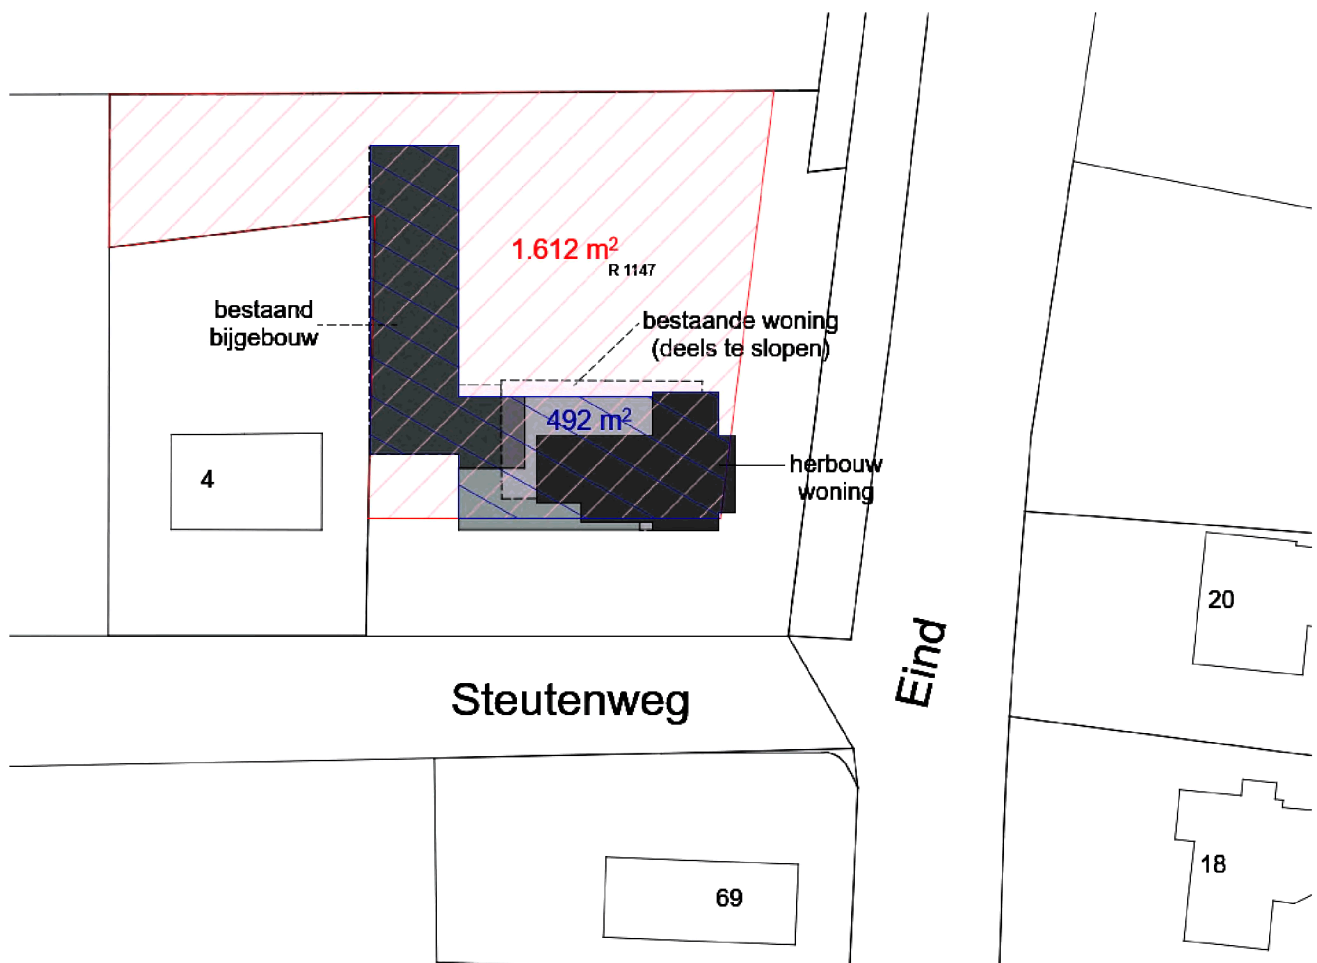 1.612 m²
R 1147
bestaand
bijgebouw
bestaande woning
(deels te slopen)
492 m²
herbouw
woning
4
20
Eind
Steutenweg
18
69